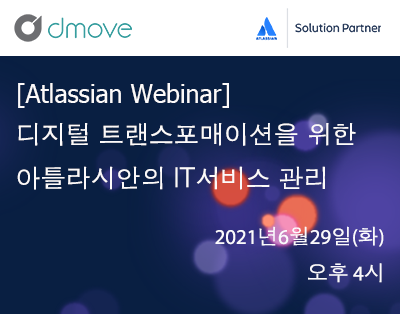 dmove
ATLASSIAN
Solution Partner
[Atlassian Webinar]
디지털 트랜스포매이션을 위한
아틀라시안의 IT서비스 관리
2021년6월29일(화)
오후 4시